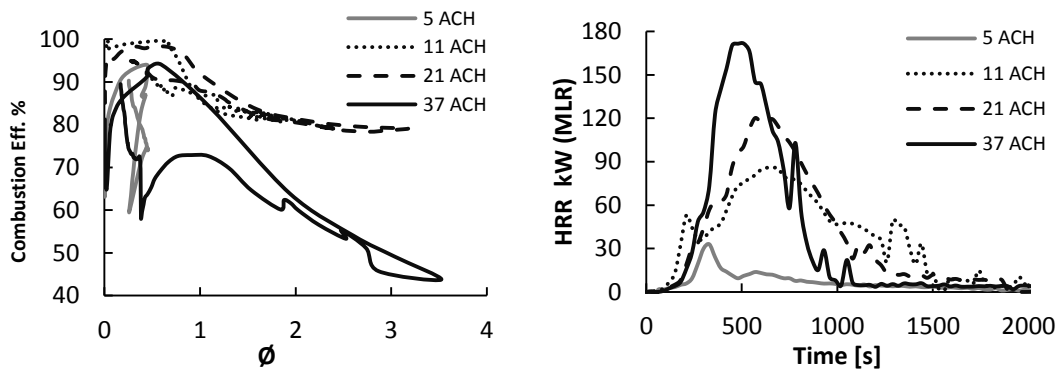 5 ACH
11 ACH
21 ACH
37 ACH
100
90
80
70
60
50
40
Combustion Eff. %
0 1 2 3 4
Ø
5 ACH
11 ACH
21 ACH
37 ACH
180
150
120
90
60
30
0
HRR kW (MLR)
0 500 1000 1500 2000
Time [s]